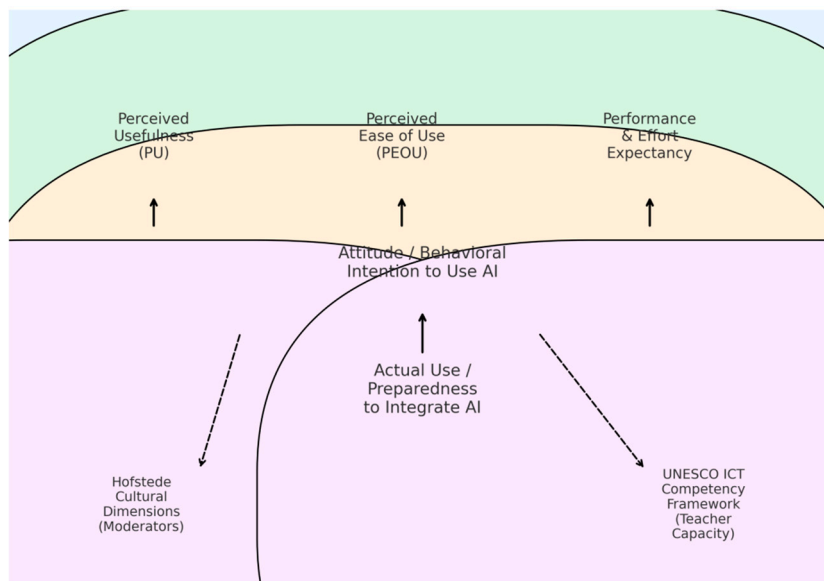 Perceived
Usefulness
(PU)
Perceived
Ease of Use
(PEOU)
Performance
& Effort
Expectancy
Attitude / Behavioral
Intention to Use AI
Actual Use /
Preparedness
to Integrate AI
Hofstede
Cultural
Dimensions
(Moderators)
UNESCO ICT
Competency
Framework
(Teacher
Capacity)